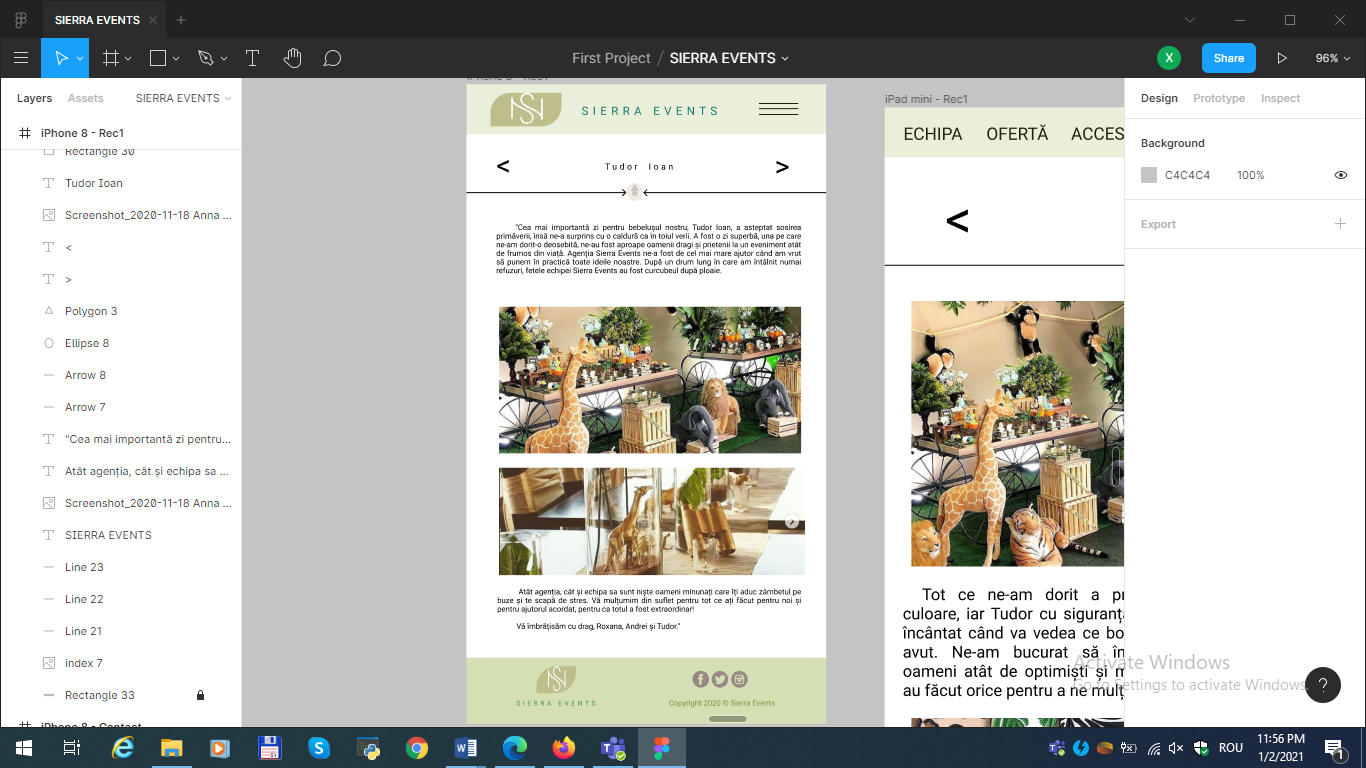 SIERRA EVENTS
First Project / SIERRA EVENTS
X
Share
96%
Layers
Assets
SIERRA EVENTS
iPhone 8 - Rec1
Rectangle 30
Tudor Ioan
Screenshot_2020-11-18 Anna ...
<
>
Polygon 3
Ellipse 8
Arrow 8
Arrow 7
"Cea mai importantă zi pentru...
Atât agenția, cât și echipa sa ...
Screenshot_2020-11-18 Anna ...
SIERRA EVENTS
Line 23
Line 22
Line 21
index 7
Rectangle 33
iPhone 8 - Contact
iPhone 8 - Rec1
SIERRA EVENTS
<
Tudor Ioan
>
"Cea mai importantă zi pentru bebelușul nostru, Tudor Ioan, a asteptat sosirea
primăverii, însă ne-a surprins cu o caldură ca în toiul verii. A fost o zi superbă, una pe care
ne-am dorit-o deosebită, ne-au fost aproape oamenii dragi și prietenii la un eveniment atât
de frumos din viață. Agenția Sierra Events ne-a fost de cel mai mare ajutor când am vrut
să punem în practică toate ideile noastre. După un drum lung în care am întâlnit numai
refuzuri, fetele echipei Sierra Events au fost curcubeul după ploaie.
Atât agenția, cât și echipa sa sunt niște oameni minunați care îți aduc zâmbetul pe
buze și te scapă de stres. Vă mulțumim din suflet pentru tot ce ați făcut pentru noi și
pentru ajutorul acordat, pentru ca totul a fost extraordinar!
Vă îmbrățisăm cu drag, Roxana, Andrei și Tudor."
SIERRA EVENTS
Copyright 2020 © Sierra Events
iPad mini - Rec1
ECHIPA
OFERTĂ
ACCES
<
Tot ce ne-am dorit a pr
culoare, iar Tudor cu siguranț
încântat când va vedea ce bo
avut. Ne-am bucurat să în
oameni atât de optimiști și m
au făcut orice pentru a ne mulț
Design
Prototype
Inspect
Background
C4C4C4
100%
Export
Activate Windows
Go to Settings to activate Windows.
?
ROU
11:56 PM
1/2/2021
1